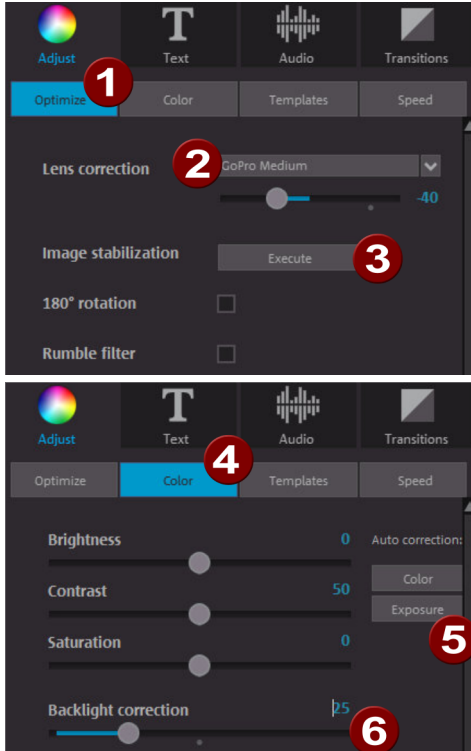 Adjust Text Audio Transitions
1
Optimize Color Templates Speed
Lens correction 2 GoPro Medium
-40
Image stabilization Execute 3
180° rotation
Rumble filter
Adjust Text Audio Transitions
4
Optimize Color Templates Speed
Brightness 0 Auto correction:
Contrast 50 Color
Exposure
Saturation 0 5
Backlight correction 25
6